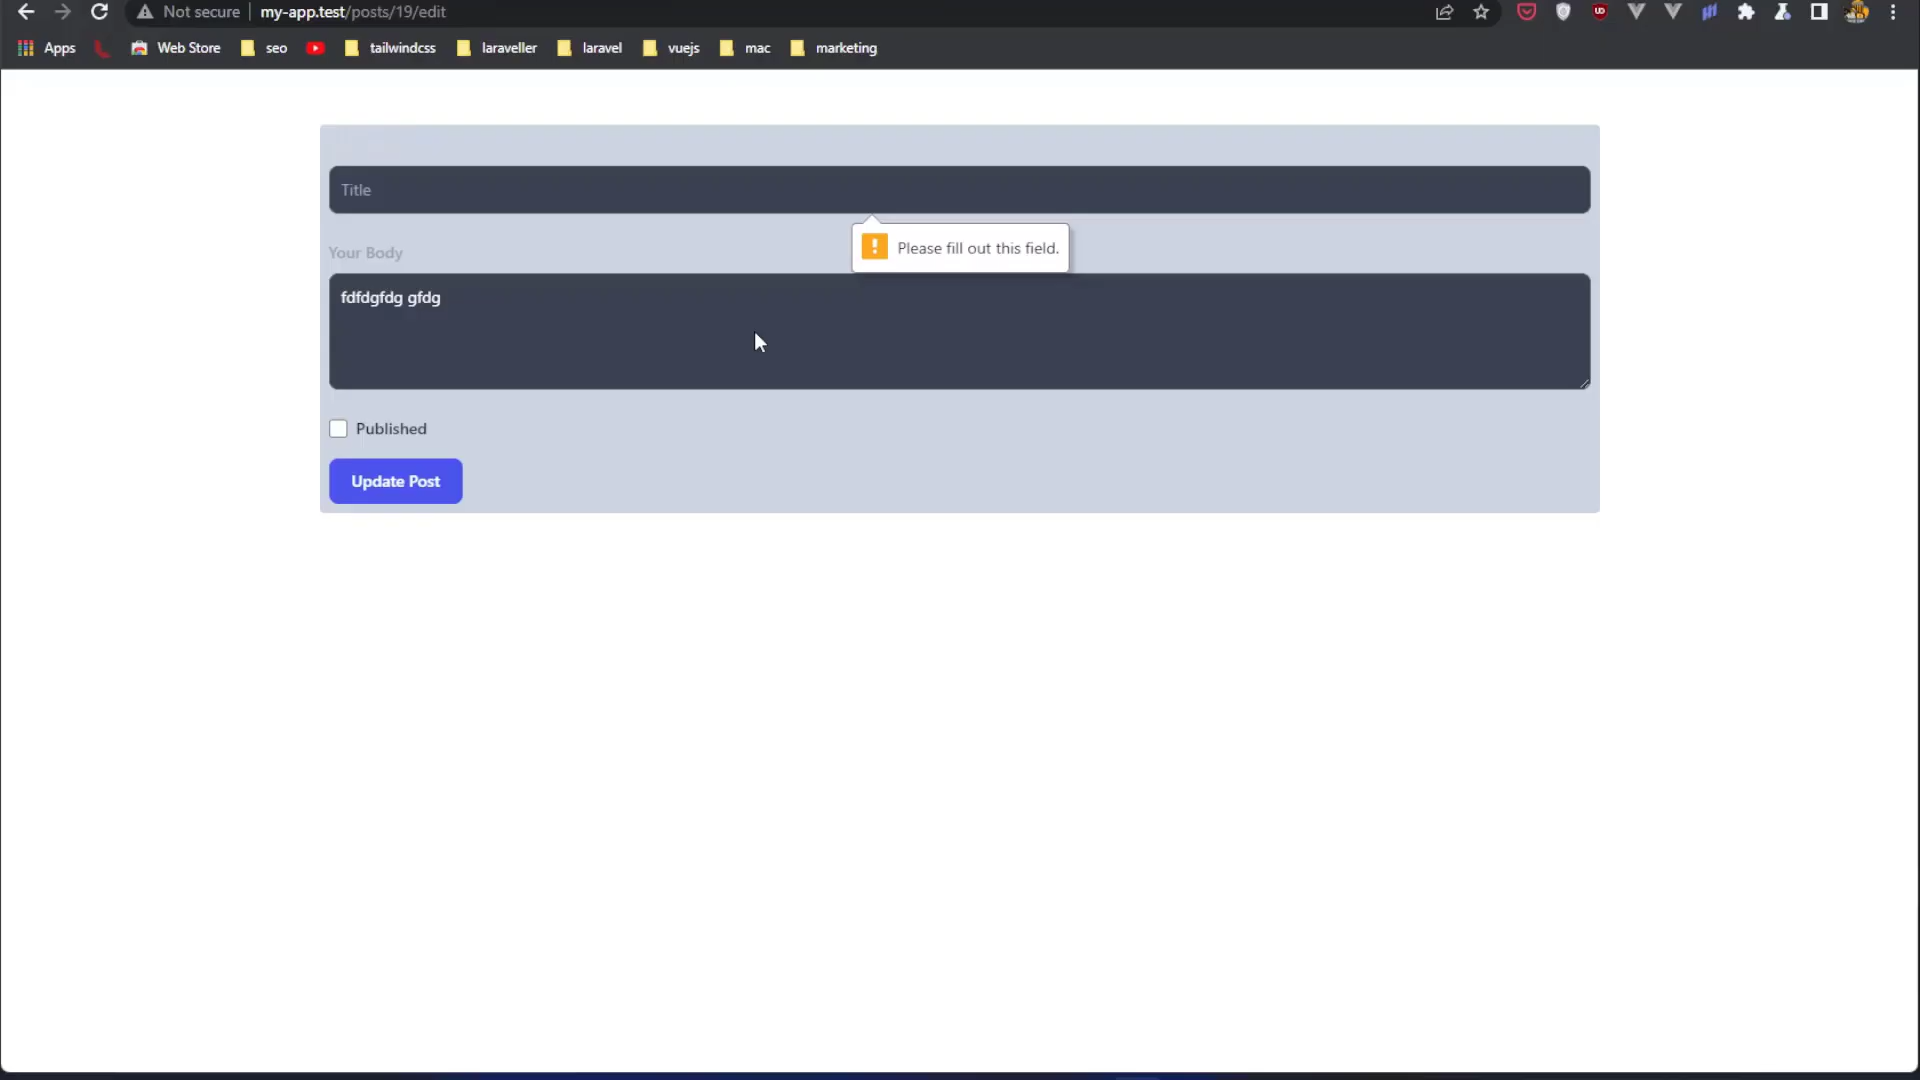 Not secure my-app.test/posts/19/edit
Apps Web Store seo tailwindcss laraveller laravel vuejs mac marketing
Title
Please fill out this field.
Your Body
fdfdgfdg gfdg
Published
Update Post